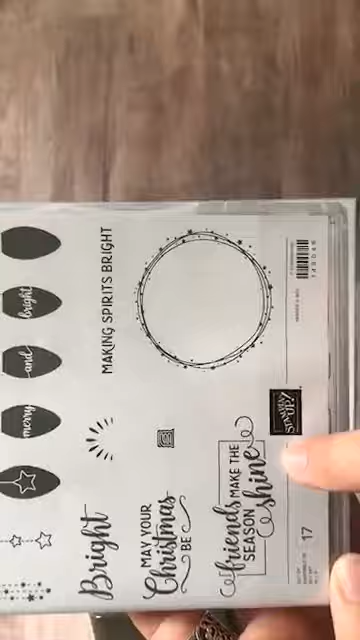 merry
and
bright
Bright
MAKING SPIRITS BRIGHT
MAY YOUR
Christmas
BE
friends MAKE THE
SEASON shine
STAMPIN'
UP!
17